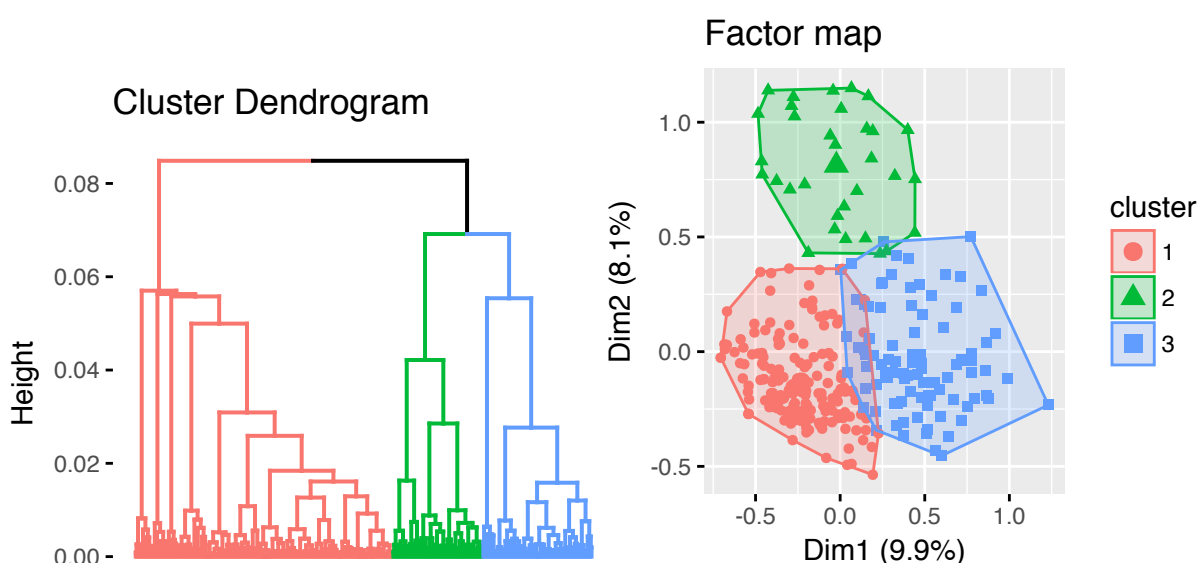 Cluster Dendrogram
Height
0.08
0.06
0.04
0.02
0.00
Factor map
Dim2 (8.1%)
1.0
0.5
0.0
-0.5
-0.5
0.0
0.5
1.0
Dim1 (9.9%)
cluster
1
2
3